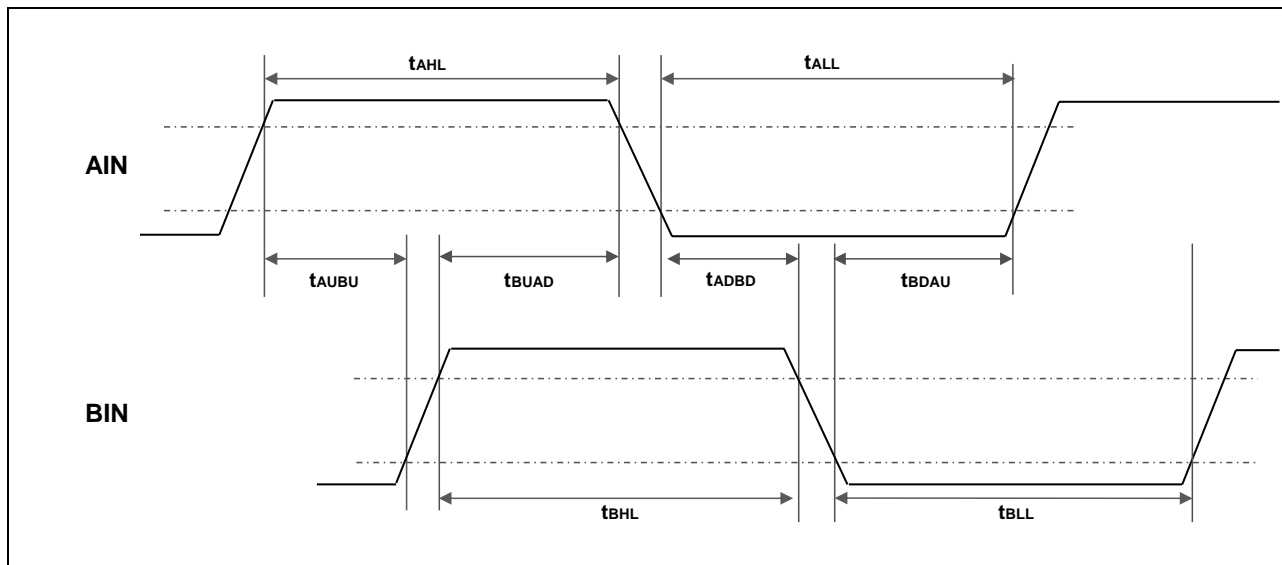 tAHL
tALL
AIN
tAUBU
tBUAD
tADBD
tBDAU
BIN
tBHL
tBLL